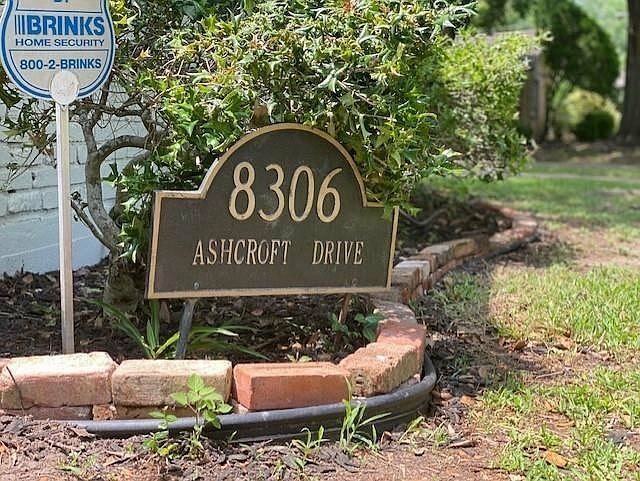 BRINKS
HOME SECURITY
800-2-BRINKS
8306
ASHCROFT DRIVE